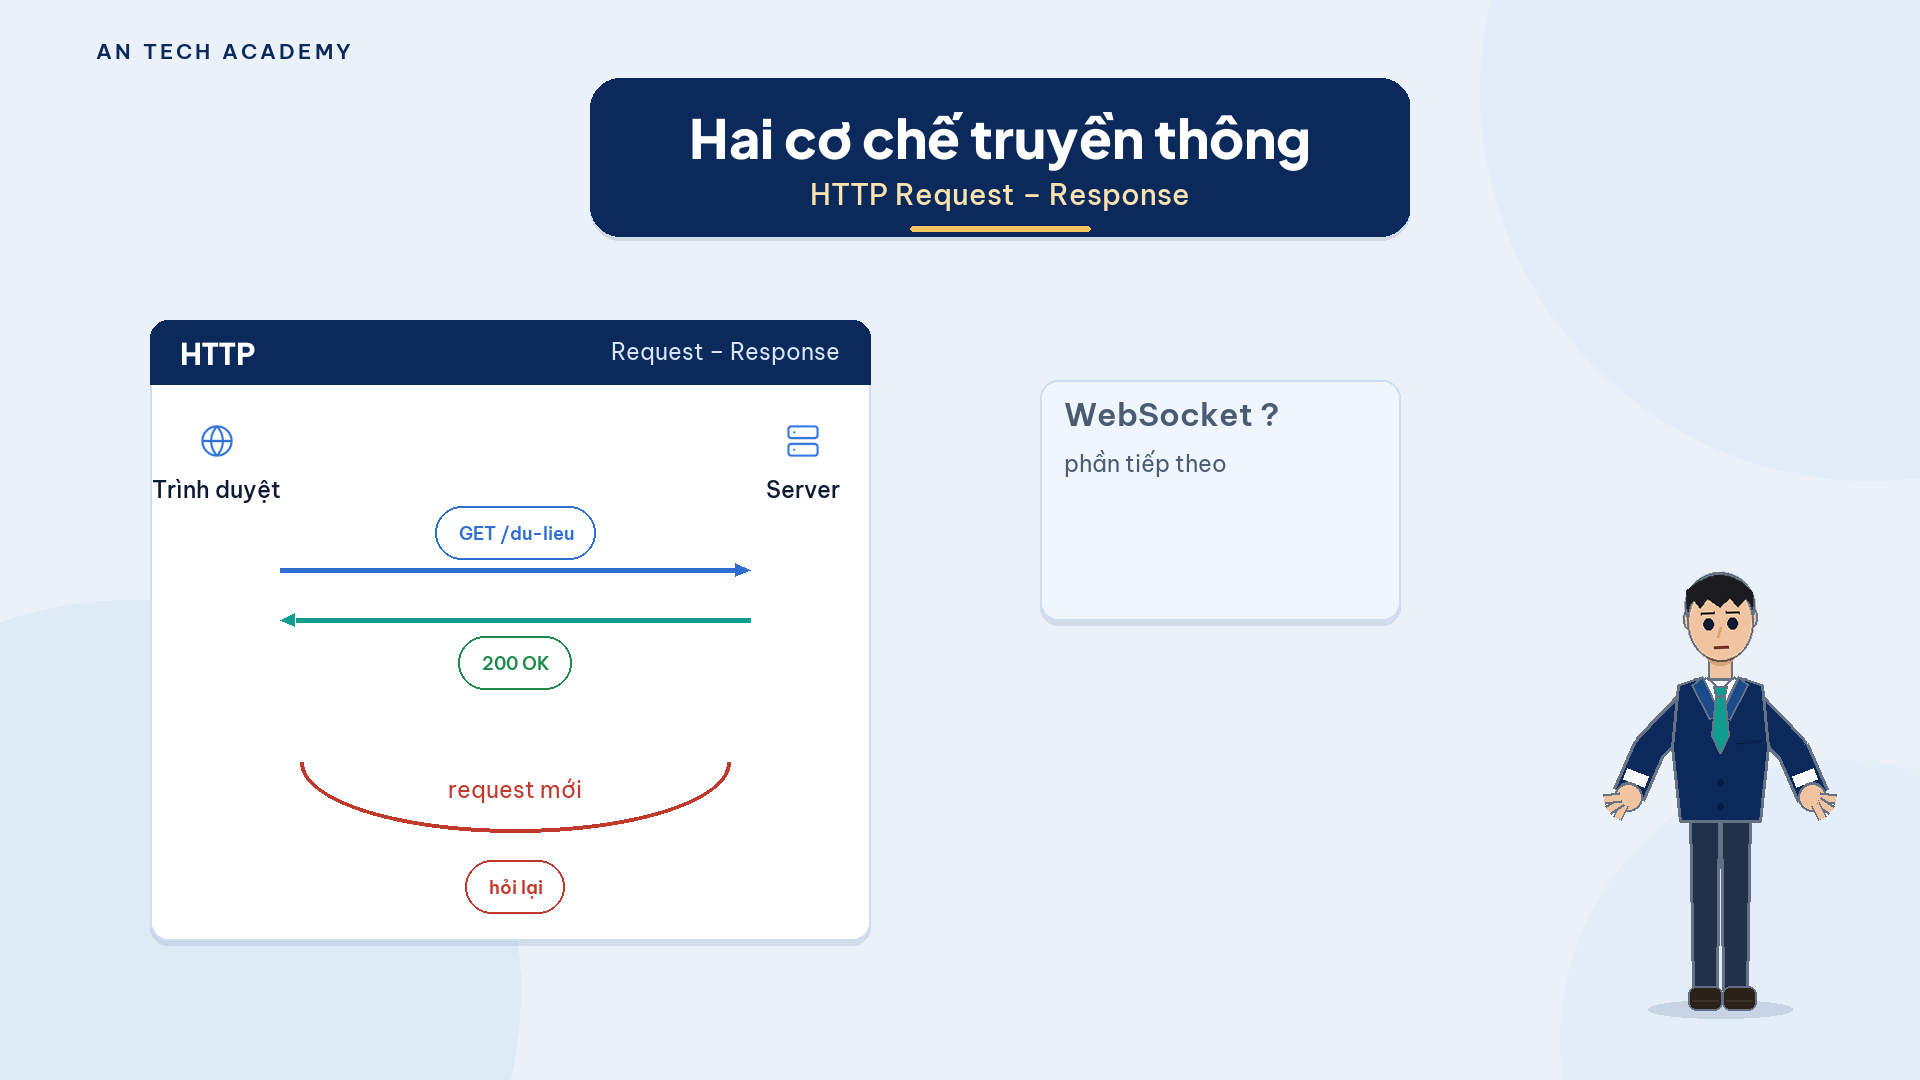 AN TECH ACADEMY
Hai cơ chế truyền thông
HTTP Request – Response
HTTP
Request – Response
Trình duyệt
Server
GET /du-lieu
200 OK
request mới
hỏi lại
WebSocket ?
phần tiếp theo